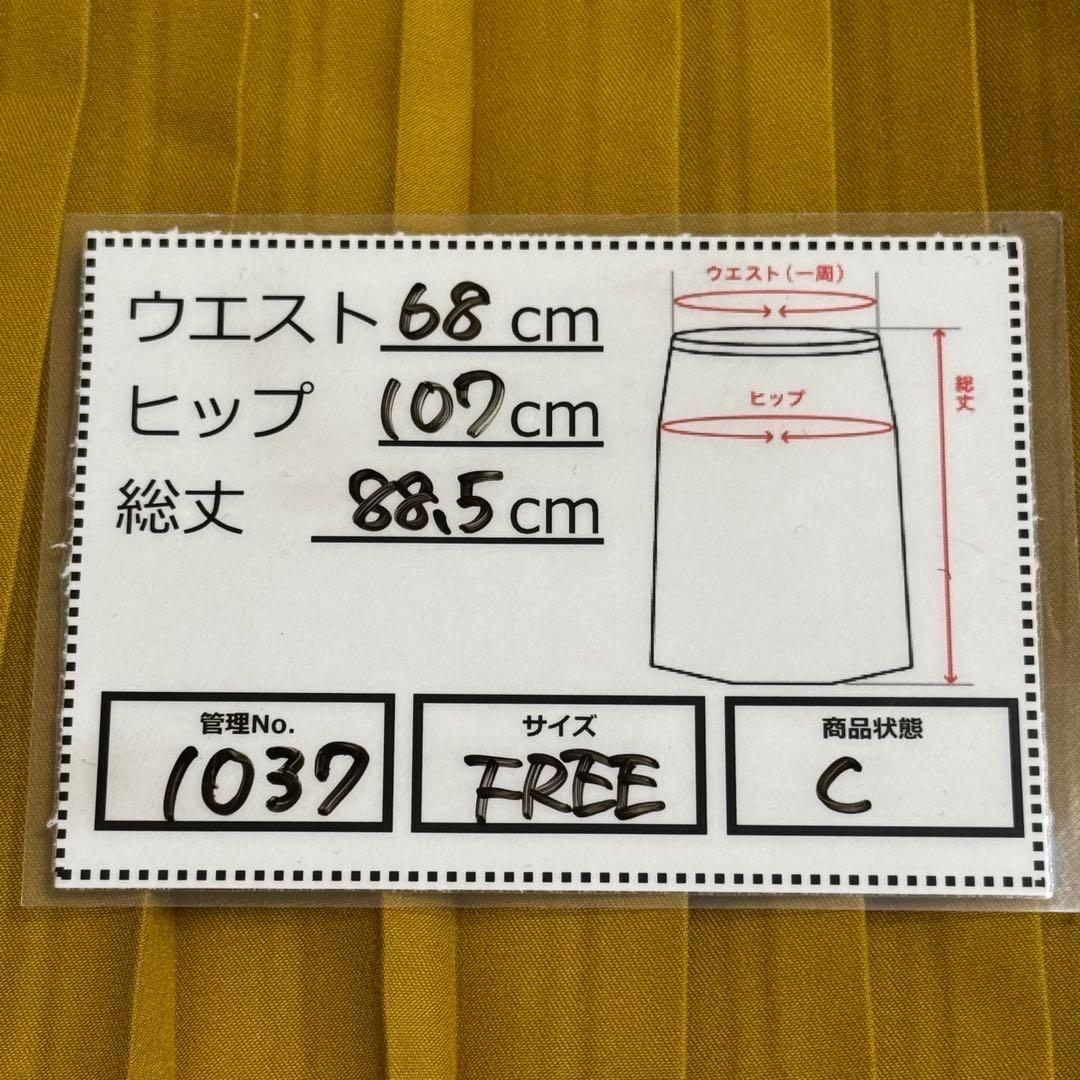 ウエスト 68 cm
ヒップ 107 cm
総丈 88.5 cm
ウエスト(一周)
ヒップ
総丈
管理No.
1037
サイズ
FREE
商品状態
C